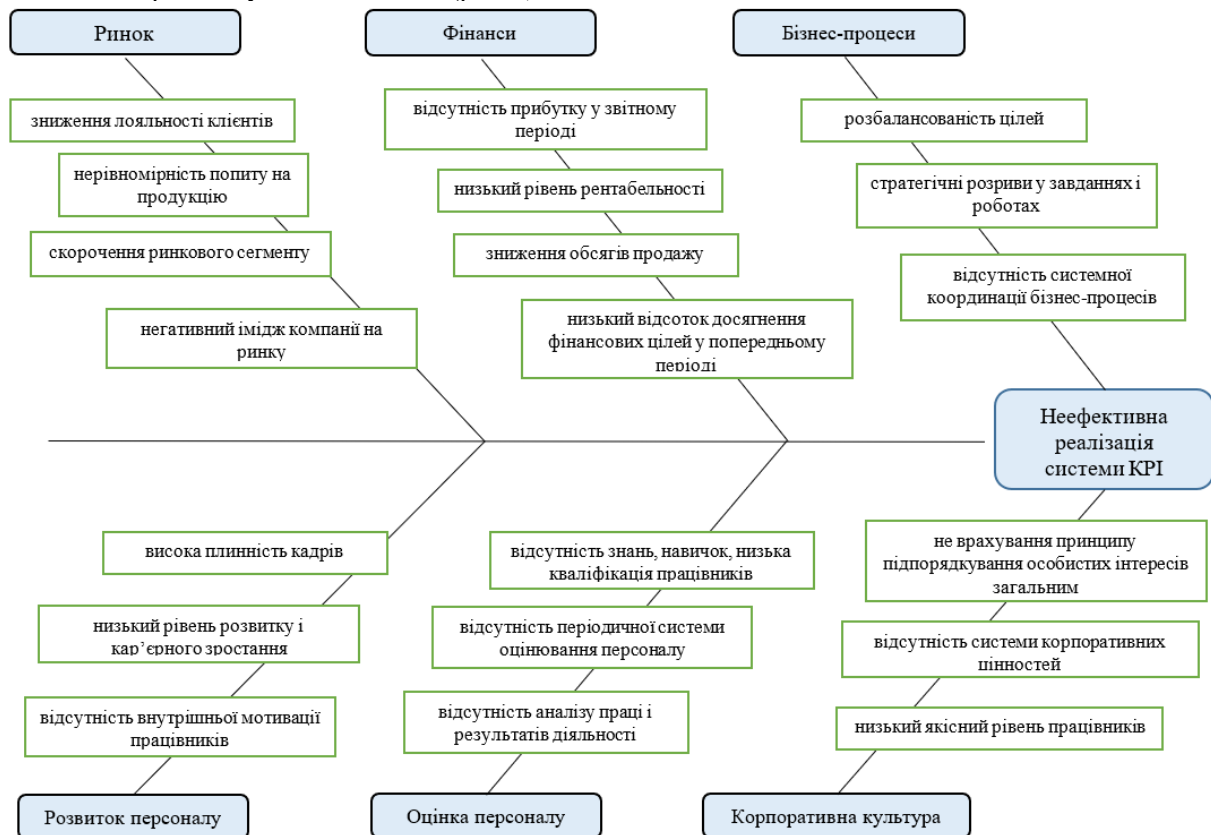 Ринок
Фінанси
Бізнес-процеси
зниження лояльності клієнтів
нерівномірність попиту на
продукцію
скорочення ринкового сегменту
негативний імідж компанії на
ринку
відсутність прибутку у звітному
періоді
низький рівень рентабельності
зниження обсягів продажу
низький відсоток досягнення
фінансових цілей у попередньому
періоді
розбалансованість цілей
стратегічні розриви у завданнях і
роботах
відсутність системної
координації бізнес-процесів
Неефективна
реалізація
системи KPI
висока плинність кадрів
низький рівень розвитку і
кар’єрного зростання
відсутність внутрішньої мотивації
працівників
відсутність знань, навичок, низька
кваліфікація працівників
відсутність періодичної системи
оцінювання персоналу
відсутність аналізу праці і
результатів діяльності
не врахування принципу
підпорядкування особистих інтересів
загальним
відсутність системи корпоративних
цінностей
низький якісний рівень працівників
Розвиток персоналу
Оцінка персоналу
Корпоративна культура